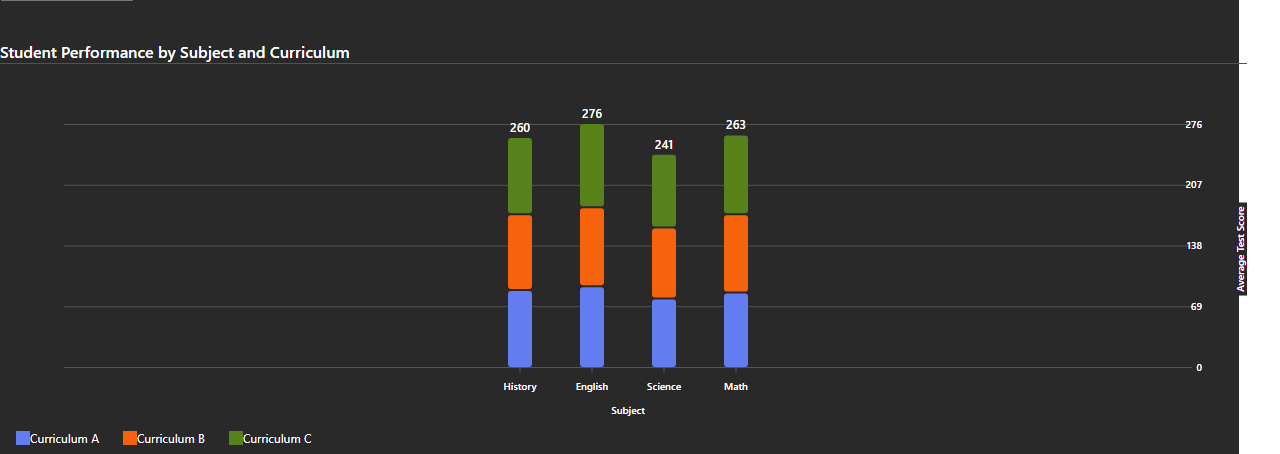 Student Performance by Subject and Curriculum
276
260
263
241
276
207
138
69
0
Average Test Score
History English Science Math
Subject
Curriculum A Curriculum B Curriculum C